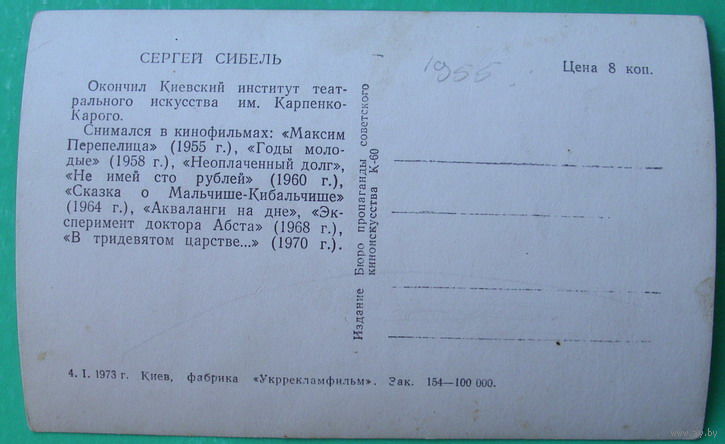 СЕРГЕЙ СИБЕЛЬ
Окончил Киевский институт теат-
рального искусства им. Карпенко-
Карого.
Снимался в кинофильмах: «Максим
Перепелица» (1955 г.), «Годы моло-
дые» (1958 г.), «Неоплаченный долг»,
«Не имей сто рублей» (1960 г.),
«Сказка о Мальчише-Кибальчише»
(1964 г.), «Акваланги на дне», «Эк-
сперимент доктора Абста» (1968 г.),
«В тридевятом царстве...» (1970 г.).
4. I. 1973 г. Киев, фабрика «Укррекламфильм». Зак. 154—100 000.
Издание Бюро пропаганды советского
киноискусства К-60
1955
Цена 8 коп.